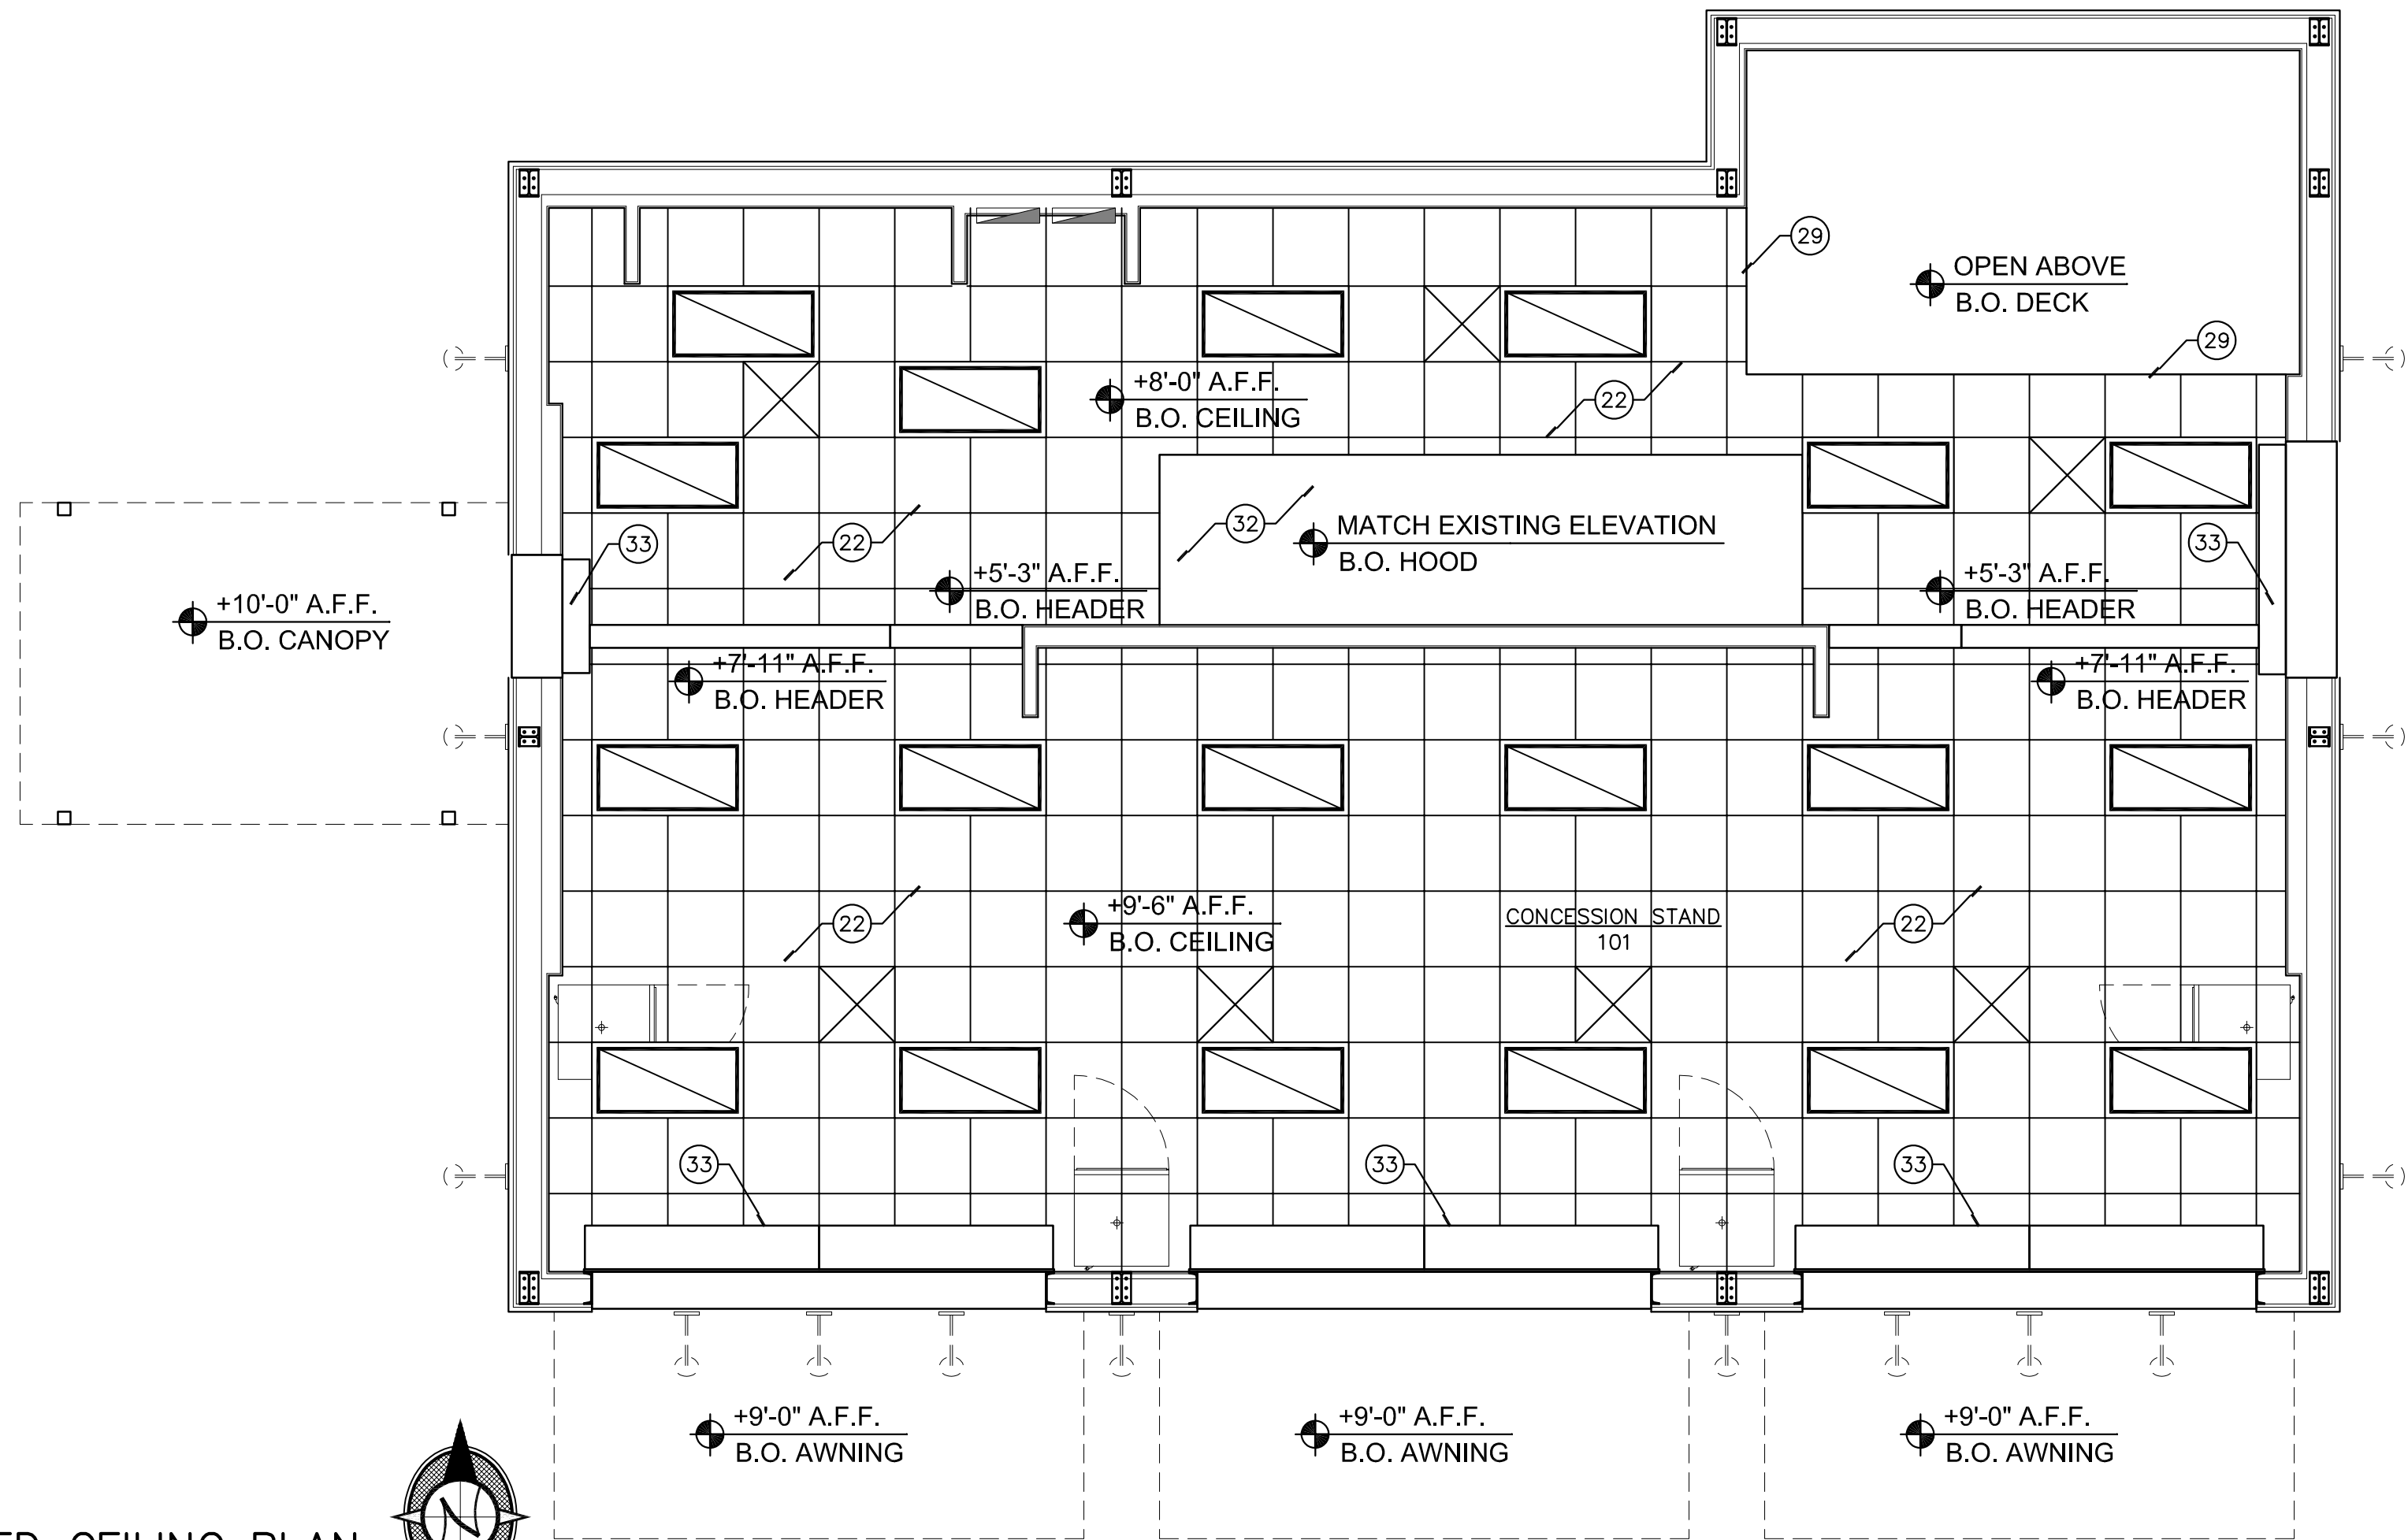 29
OPEN ABOVE
B.O. DECK
29
+8'-0" A.F.F.
B.O. CEILING
22
32
MATCH EXISTING ELEVATION
B.O. HOOD
33
22
33
+5'-3" A.F.F.
B.O. HEADER
+5'-3" A.F.F.
B.O. HEADER
+10'-0" A.F.F.
B.O. CANOPY
+7'-11" A.F.F.
B.O. HEADER
+7'-11" A.F.F.
B.O. HEADER
22
+9'-6" A.F.F.
B.O. CEILING
CONCESSION STAND
101
22
33
33
33
+9'-0" A.F.F.
B.O. AWNING
+9'-0" A.F.F.
B.O. AWNING
+9'-0" A.F.F.
B.O. AWNING
N
CEILING PLAN